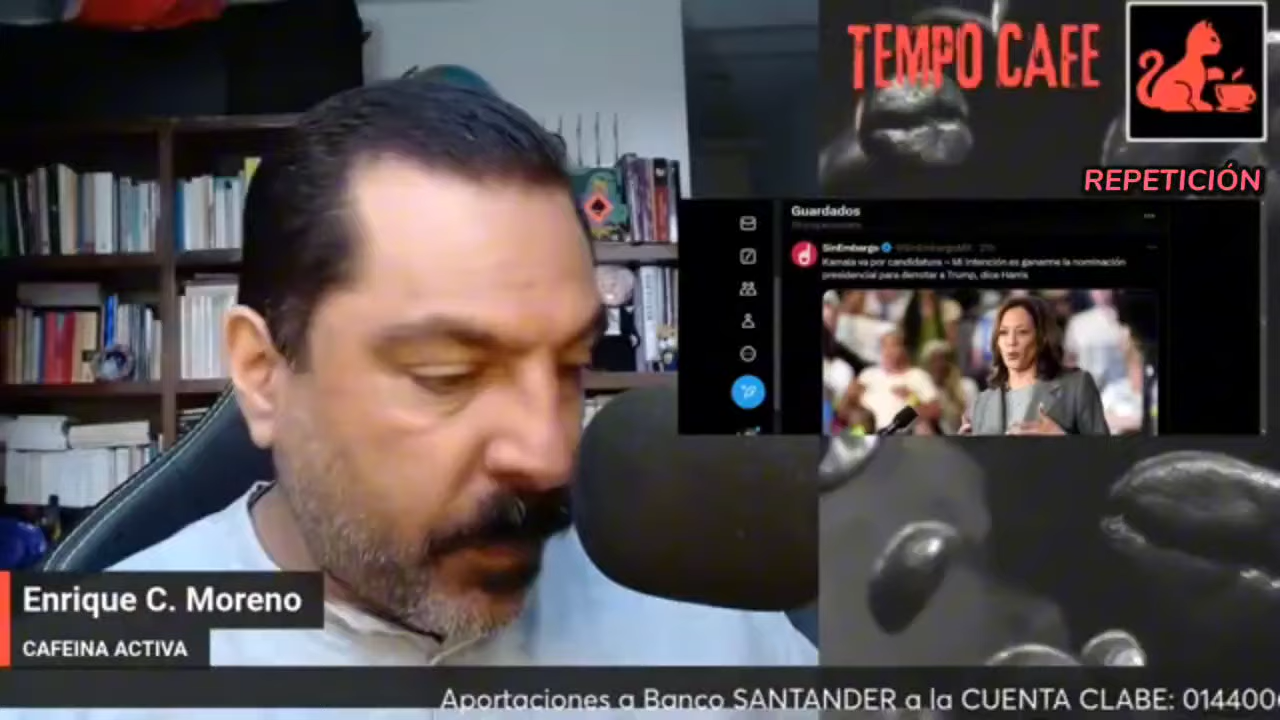 TEMPO CAFE
REPETICIÓN
Guardados
SinEmbargo
Kamala va por candidatura – Mi intención es ganarme la nominación
presidencial para derrotar a Trump, dice Harris
Enrique C. Moreno
CAFEINA ACTIVA
Aportaciones a Banco SANTANDER a la CUENTA CLABE: 014400